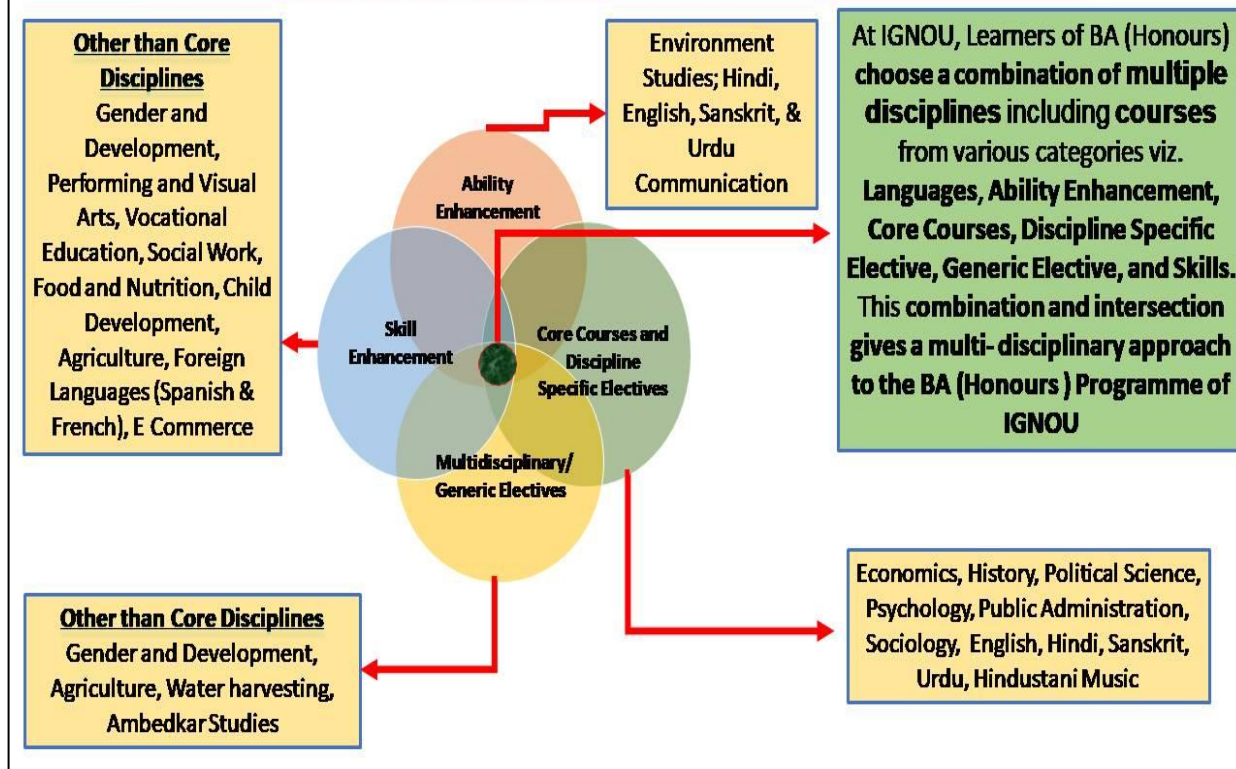 Other than Core
Disciplines
Gender and
Development,
Performing and Visual
Arts, Vocational
Education, Social Work,
Food and Nutrition, Child
Development,
Agriculture, Foreign
Languages (Spanish &
French), E Commerce
Environment
Studies; Hindi,
English, Sanskrit, &
Urdu
Communication
At IGNOU, Learners of BA (Honours)
choose a combination of multiple
disciplines including courses
from various categories viz.
Languages, Ability Enhancement,
Core Courses, Discipline Specific
Elective, Generic Elective, and Skills.
This combination and intersection
gives a multi- disciplinary approach
to the BA (Honours ) Programme of
IGNOU
Ability
Enhancement
Skill
Enhancement
Core Courses and
Discipline
Specific Electives
Multidisciplinary/
Generic Electives
Other than Core Disciplines
Gender and Development,
Agriculture, Water harvesting,
Ambedkar Studies
Economics, History, Political Science,
Psychology, Public Administration,
Sociology, English, Hindi, Sanskrit,
Urdu, Hindustani Music